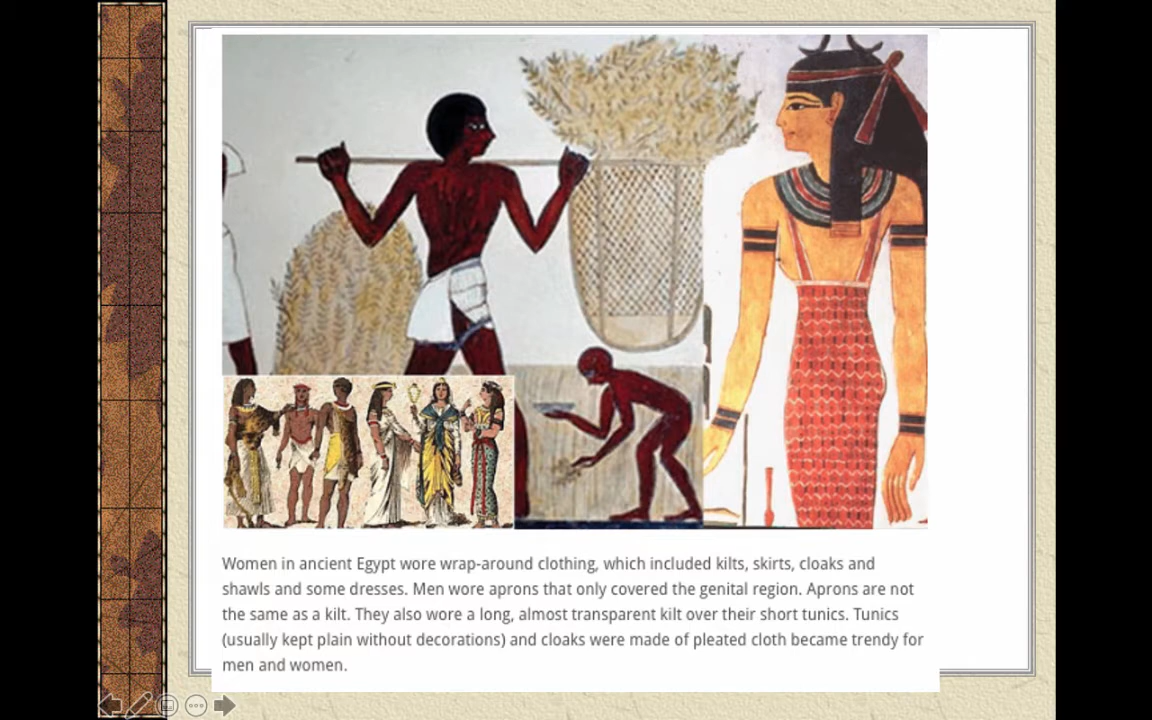 Women in ancient Egypt wore wrap-around clothing, which included kilts, skirts, cloaks and
shawls and some dresses. Men wore aprons that only covered the genital region. Aprons are not
the same as a kilt. They also wore a long, almost transparent kilt over their short tunics. Tunics
(usually kept plain without decorations) and cloaks were made of pleated cloth became trendy for
men and women.